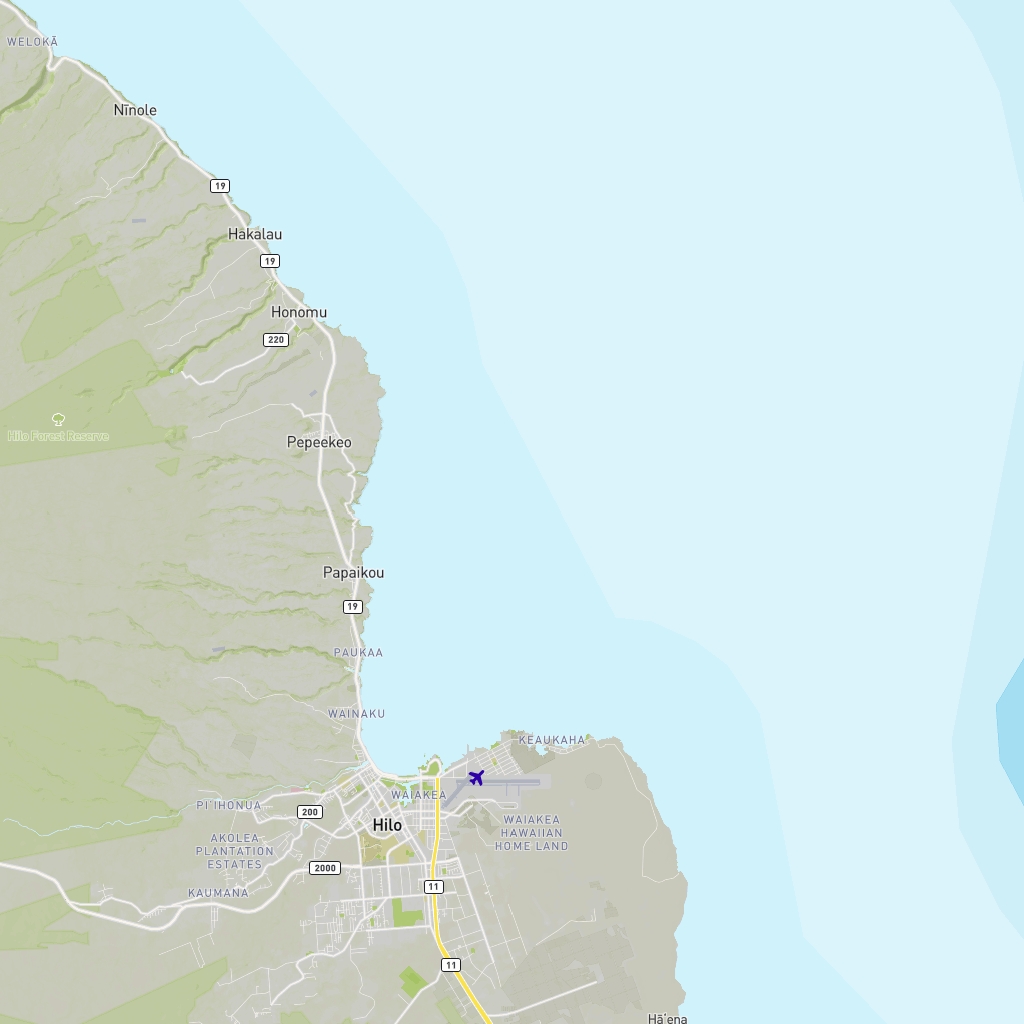 WELOKĀ
Nīnole
19
Hakalau
19
Honomu
220
Hilo Forest Reserve
Pepeekeo
Papaikou
19
PAUKAA
WAINAKU
KEAUKAHA
WAIAKEA
PI‘IHONUA
200
Hilo
WAIAKEA
HAWAIIAN
HOME LAND
AKOLEA
PLANTATION
ESTATES
2000
KAUMANA
11
11
Hā‘ena